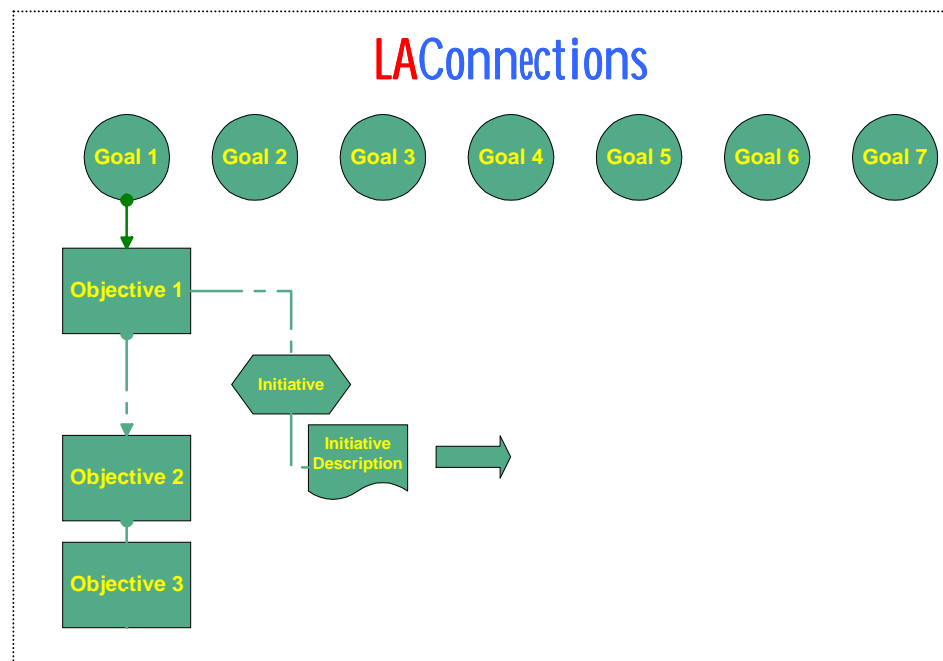 LAConnections
Goal 1 Goal 2 Goal 3 Goal 4 Goal 5 Goal 6 Goal 7
Objective 1
Initiative
Initiative
Description
Objective 2
Objective 3